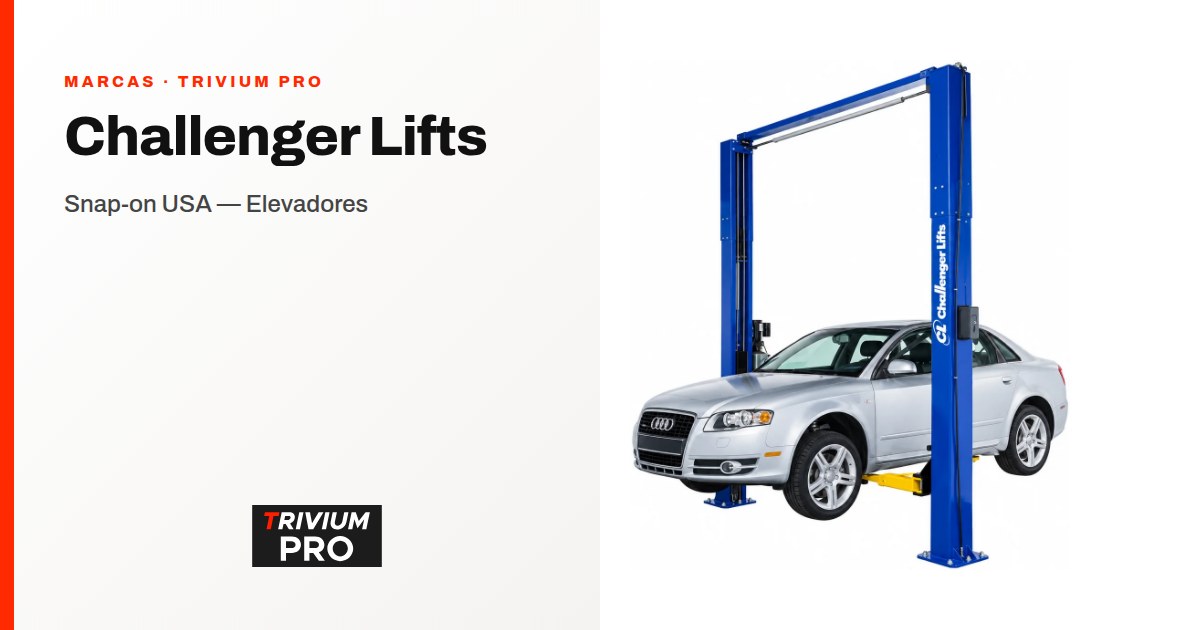 MARCAS · TRIVIUM PRO
Challenger Lifts
Snap-on USA — Elevadores
TRIVIUM
PRO
CL Challenger Lifts